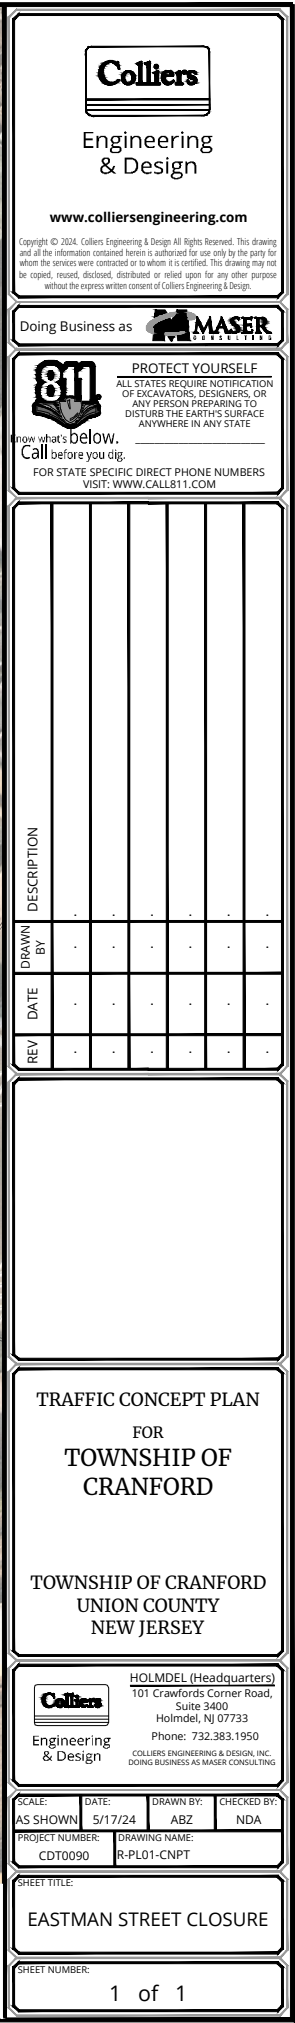 Colliers
Engineering
& Design
www.colliersengineering.com
Copyright © 2024. Colliers Engineering & Design All Rights Reserved. This drawing
and all the information contained herein is authorized for use only by the party for
whom the services were contracted or to whom it is certified. This drawing may not
be copied, reused, disclosed, distributed or relied upon for any other purpose
without the express written consent of Colliers Engineering & Design.
Doing Business as
MASER
CONSULTING
811
Know what's below.
Call before you dig.
PROTECT YOURSELF
ALL STATES REQUIRE NOTIFICATION
OF EXCAVATORS, DESIGNERS, OR
ANY PERSON PREPARING TO
DISTURB THE EARTH'S SURFACE
ANYWHERE IN ANY STATE
FOR STATE SPECIFIC DIRECT PHONE NUMBERS
VISIT: WWW.CALL811.COM
DESCRIPTION
. . . . . .
DRAWN
BY
. . . . . .
DATE
. . . . . .
REV
. . . . . .
TRAFFIC CONCEPT PLAN
FOR
TOWNSHIP OF
CRANFORD
TOWNSHIP OF CRANFORD
UNION COUNTY
NEW JERSEY
Colliers
Engineering
& Design
HOLMDEL (Headquarters)
101 Crawfords Corner Road,
Suite 3400
Holmdel, NJ 07733
Phone: 732.383.1950
COLLIERS ENGINEERING & DESIGN, INC.
DOING BUSINESS AS MASER CONSULTING
SCALE: DATE: DRAWN BY: CHECKED BY:
AS SHOWN 5/17/24 ABZ NDA
PROJECT NUMBER: DRAWING NAME:
CDT0090 R-PL01-CNPT
SHEET TITLE:
EASTMAN STREET CLOSURE
SHEET NUMBER:
1 of 1